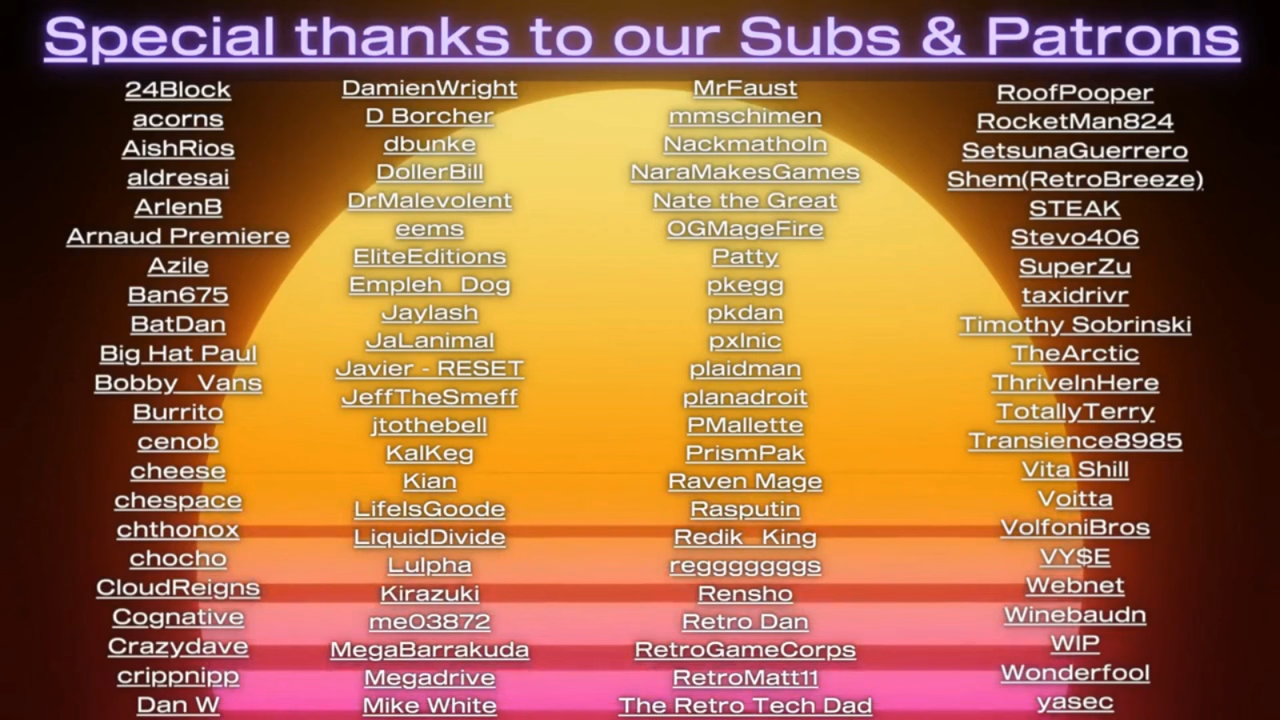 Special thanks to our Subs & Patrons
24Block
acorns
AishRios
aldresai
ArlenB
Arnaud Premiere
Azile
Ban675
BatDan
Big Hat Paul
Bobby_Vans
Burrito
cenob
cheese
chespace
chthonox
chocho
CloudReigns
Cognative
Crazydave
crippnipp
Dan W
DamienWright
D Borcher
dbunke
DollerBill
DrMalevolent
eems
EliteEditions
Empleh_Dog
Jaylash
JaLanimal
Javier - RESET
JeffTheSmeff
jtothebell
KalKeg
Kian
LifeIsGoode
LiquidDivide
Lulpha
Kirazuki
me03872
MegaBarrakuda
Megadrive
Mike White
MrFaust
mmschimen
Nackmatholn
NaraMakesGames
Nate the Great
OGMageFire
Patty
pkegg
pkdan
pxlnic
plaidman
planadroit
PMallette
PrismPak
Raven Mage
Rasputin
Redik_King
regggggggs
Rensho
Retro Dan
RetroGameCorps
RetroMatt11
The Retro Tech Dad
RoofPooper
RocketMan824
SetsunaGuerrero
Shem(RetroBreeze)
STEAK
Stevo406
SuperZu
taxidrivr
Timothy Sobrinski
TheArctic
ThriveInHere
TotallyTerry
Transience8985
Vita Shill
Voitta
VolfoniBros
VY$E
Webnet
Winebaudn
WIP
Wonderfool
yasec